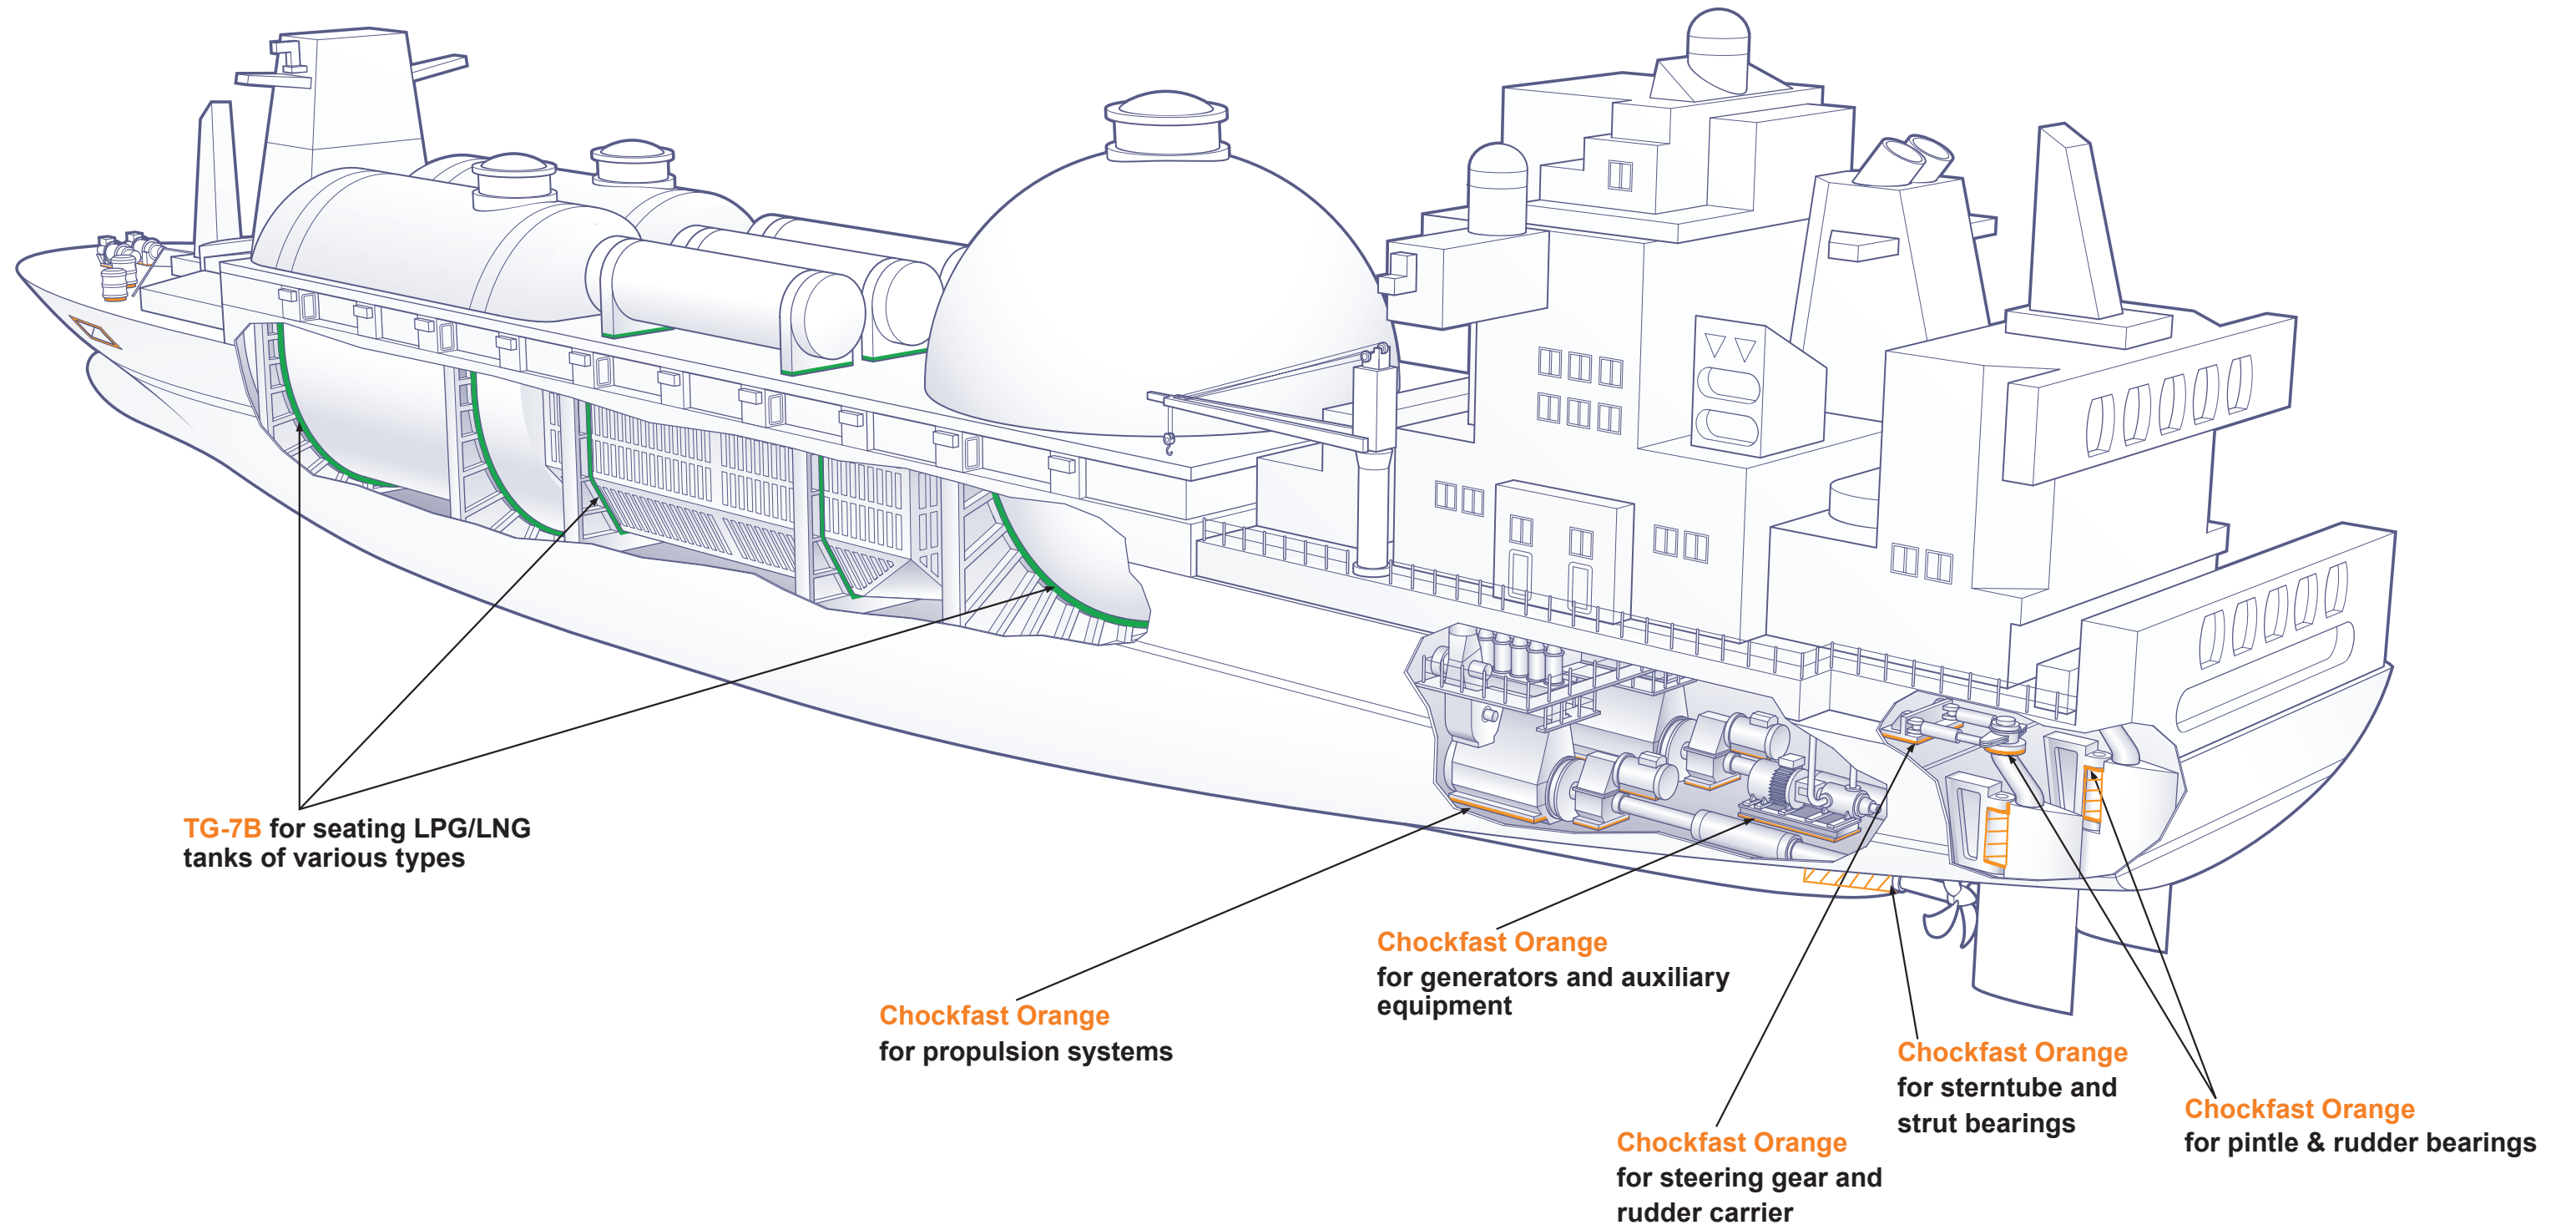 TG-7B for seating LPG/LNG
tanks of various types
Chockfast Orange
for propulsion systems
Chockfast Orange
for generators and auxiliary
equipment
Chockfast Orange
for steering gear and
rudder carrier
Chockfast Orange
for sterntube and
strut bearings
Chockfast Orange
for pintle & rudder bearings